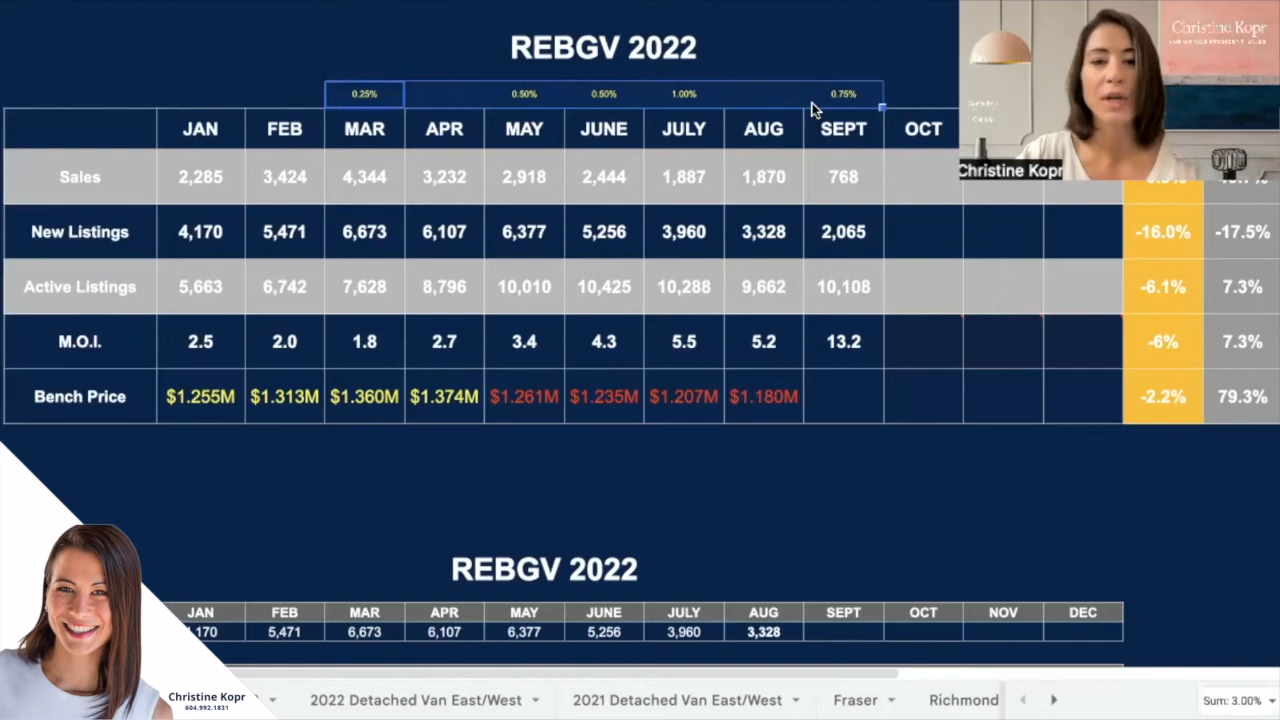 REBGV 2022
Christine Kopr
0.25% 0.50% 0.50% 1.00% 0.75%
JAN FEB MAR APR MAY JUNE JULY AUG SEPT OCT
Christine Kopr
Sales 2,285 3,424 4,344 3,232 2,918 2,444 1,887 1,870 768
New Listings 4,170 5,471 6,673 6,107 6,377 5,256 3,960 3,328 2,065 -16.0% -17.5%
Active Listings 5,663 6,742 7,628 8,796 10,010 10,425 10,288 9,662 10,108 -6.1% 7.3%
M.O.I. 2.5 2.0 1.8 2.7 3.4 4.3 5.5 5.2 13.2 -6% 7.3%
Bench Price $1.255M $1.313M $1.360M $1.374M $1.261M $1.235M $1.207M $1.180M -2.2% 79.3%
REBGV 2022
JAN FEB MAR APR MAY JUNE JULY AUG SEPT OCT NOV DEC
170 5,471 6,673 6,107 6,377 5,256 3,960 3,328
Christine Kopr
604.992.1831
2022 Detached Van East/West 2021 Detached Van East/West Fraser Richmond Sum: 3.00%